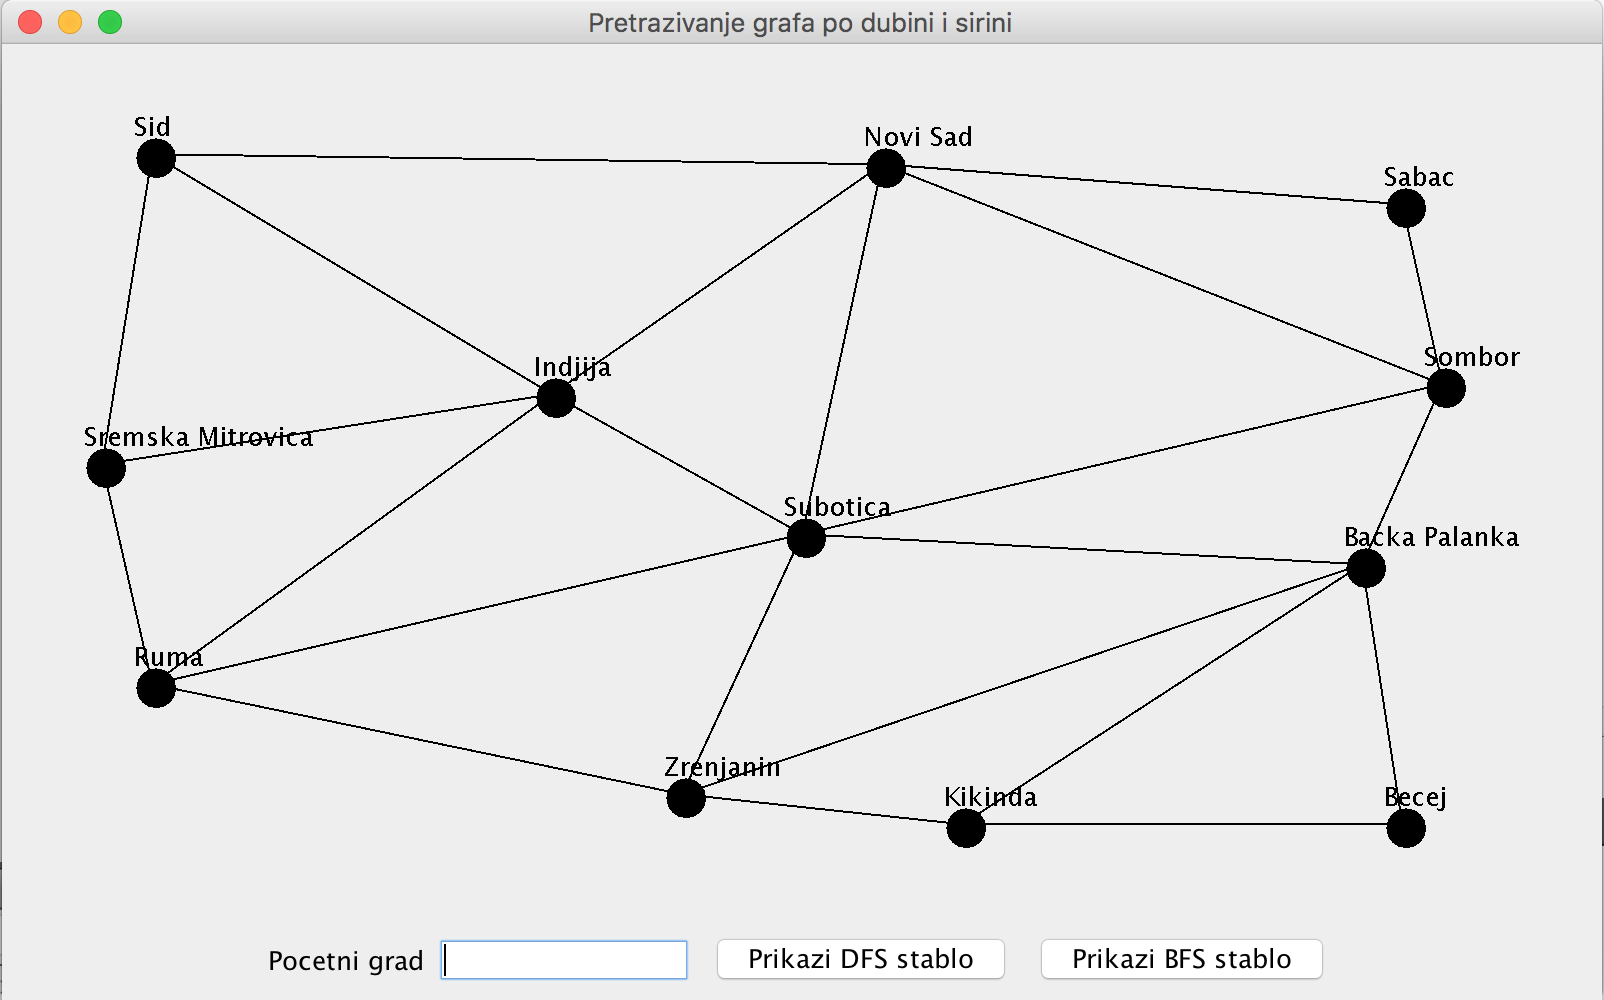 Pretrazivanje grafa po dubini i sirini
Sid
Novi Sad
Sabac
Indjija
Sombor
Sremska Mitrovica
Subotica
Backa Palanka
Ruma
Zrenjanin
Kikinda
Becej
Pocetni grad
Prikazi DFS stablo
Prikazi BFS stablo